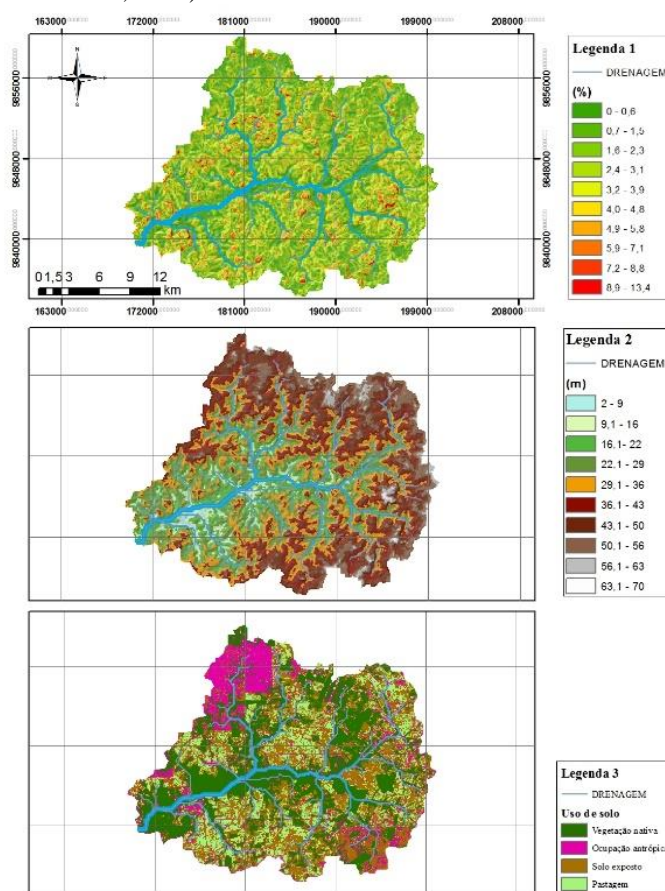 163000 172000 181000 190000 199000 208000
9856000
9848000
9840000
9856000
9848000
9840000
N
S
0 1,5 3 6 9 12
km
163000 172000 181000 190000 199000 208000
Legenda 1
DRENAGEM
(%)
0 - 0,6
0,7 - 1,5
1,6 - 2,3
2,4 - 3,1
3,2 - 3,9
4,0 - 4,8
4,9 - 5,8
5,9 - 7,1
7,2 - 8,8
8,9 - 13,4
Legenda 2
DRENAGEM
(m)
2 - 9
9,1 - 16
16,1- 22
22,1 - 29
29,1 - 36
36,1 - 43
43,1 - 50
50,1 - 56
56,1 - 63
63,1 - 70
Legenda 3
DRENAGEM
Uso de solo
Vegetação nativa
Ocupação antrópica
Solo exposto
Pastagem